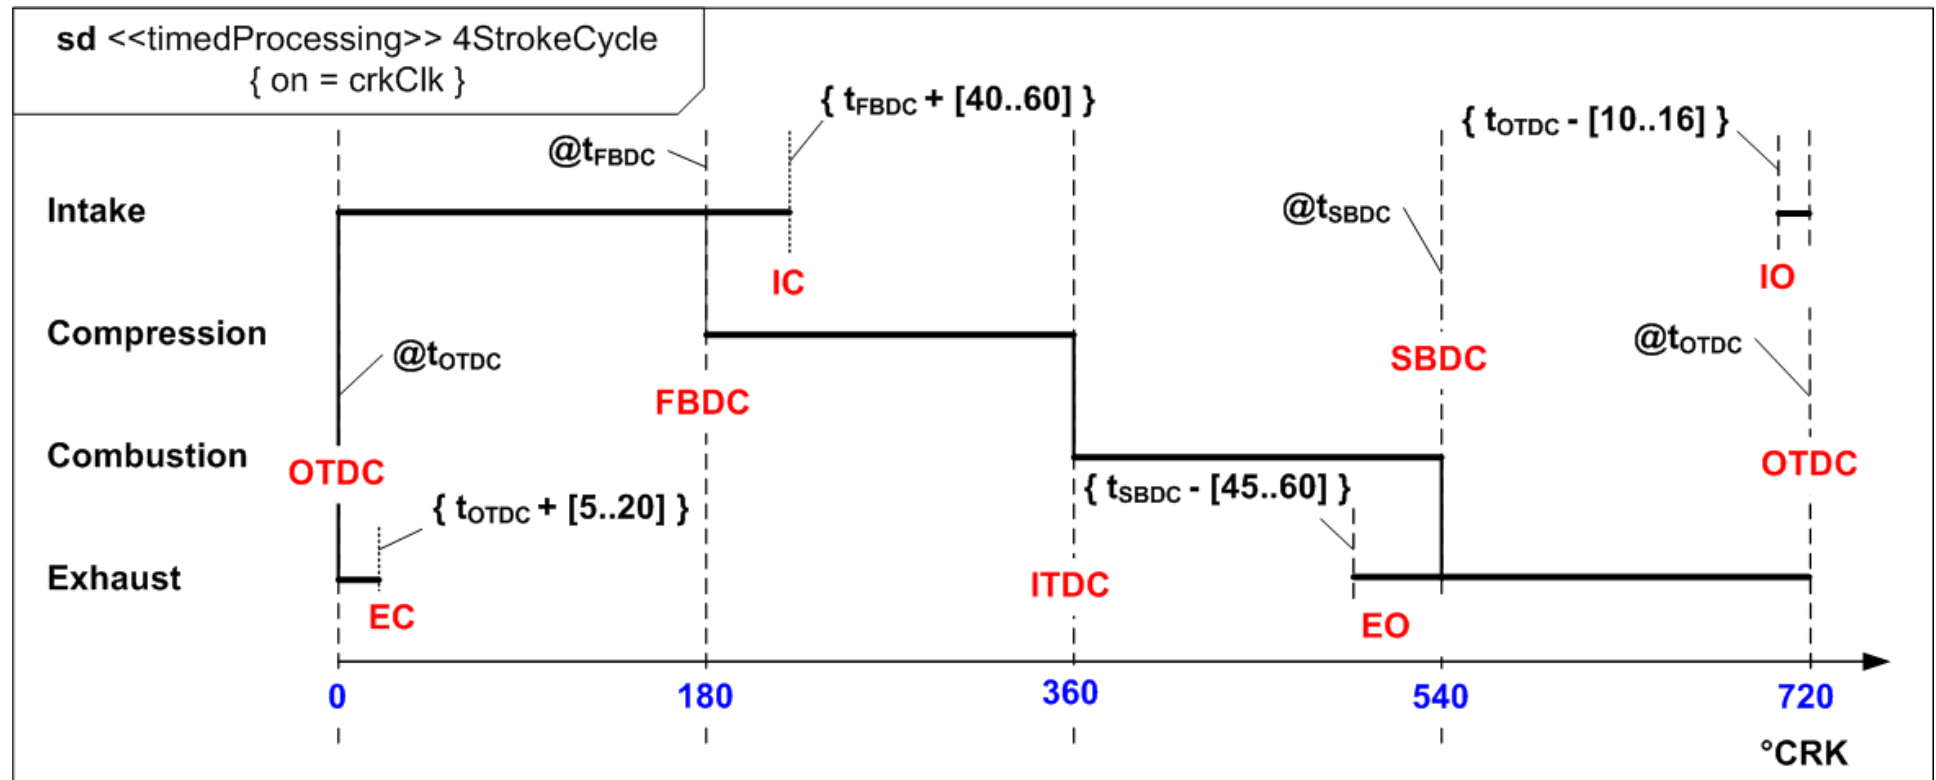 sd <<timedProcessing>> 4StrokeCycle
{ on = crkClk }
{ tFBDC + [40..60] }
{ tOTDC - [10..16] }
@tFBDC
Intake
@tSBDC
IC
IO
Compression
@tOTDC
@tOTDC
SBDC
FBDC
Combustion
OTDC
OTDC
{ tSBDC - [45..60] }
{ tOTDC + [5..20] }
Exhaust
ITDC
EC
EO
0
180
360
540
720
°CRK